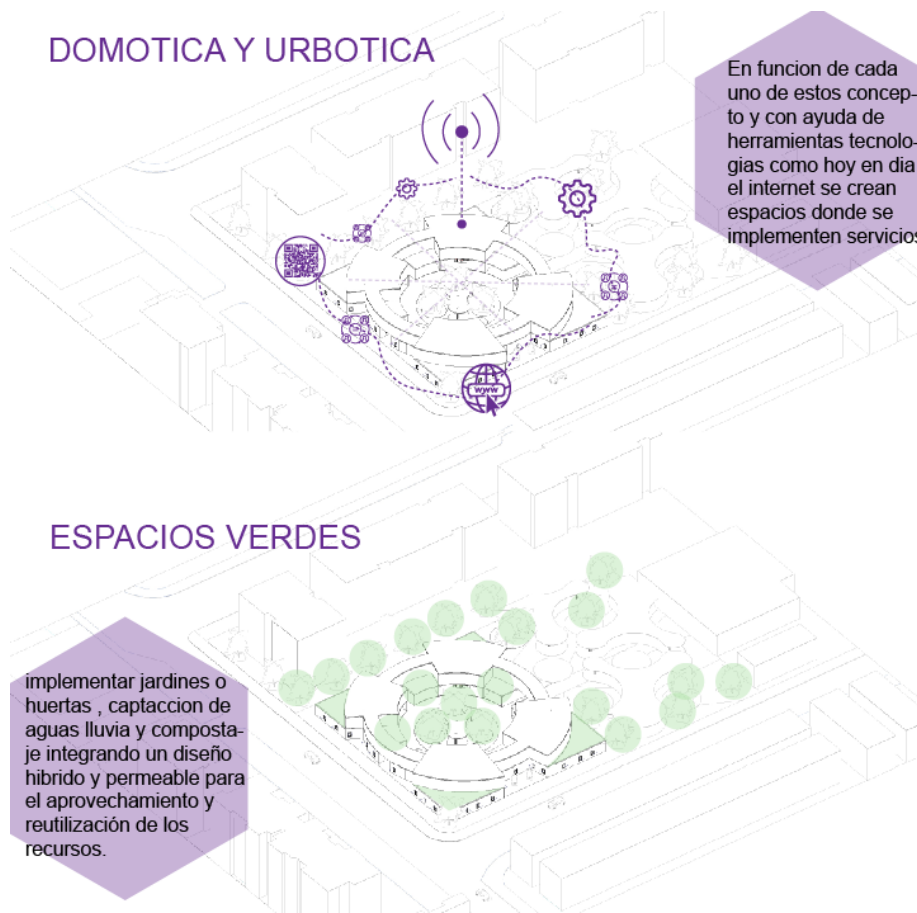 DOMOTICA Y URBOTICA
En funcion de cada
uno de estos concep-
to y con ayuda de
herramientas tecnolo-
gias como hoy en dia
el internet se crean
espacios donde se
implementen servicios
www
ESPACIOS VERDES
implementar jardines o
huertas , captaccion de
aguas lluvia y composta-
je integrando un diseño
hibrido y permeable para
el aprovechamiento y
reutilización de los
recursos.